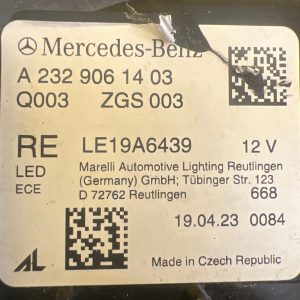 Mercedes-Benz
A 232 906 14 03
Q003 ZGS 003
RE LE19A6439 12 V
LED
ECE
Marelli Automotive Lighting Reutlingen
(Germany) GmbH; Tübinger Str. 123
D 72762 Reutlingen 668
19.04.23 0084
AL
Made in Czech Republic